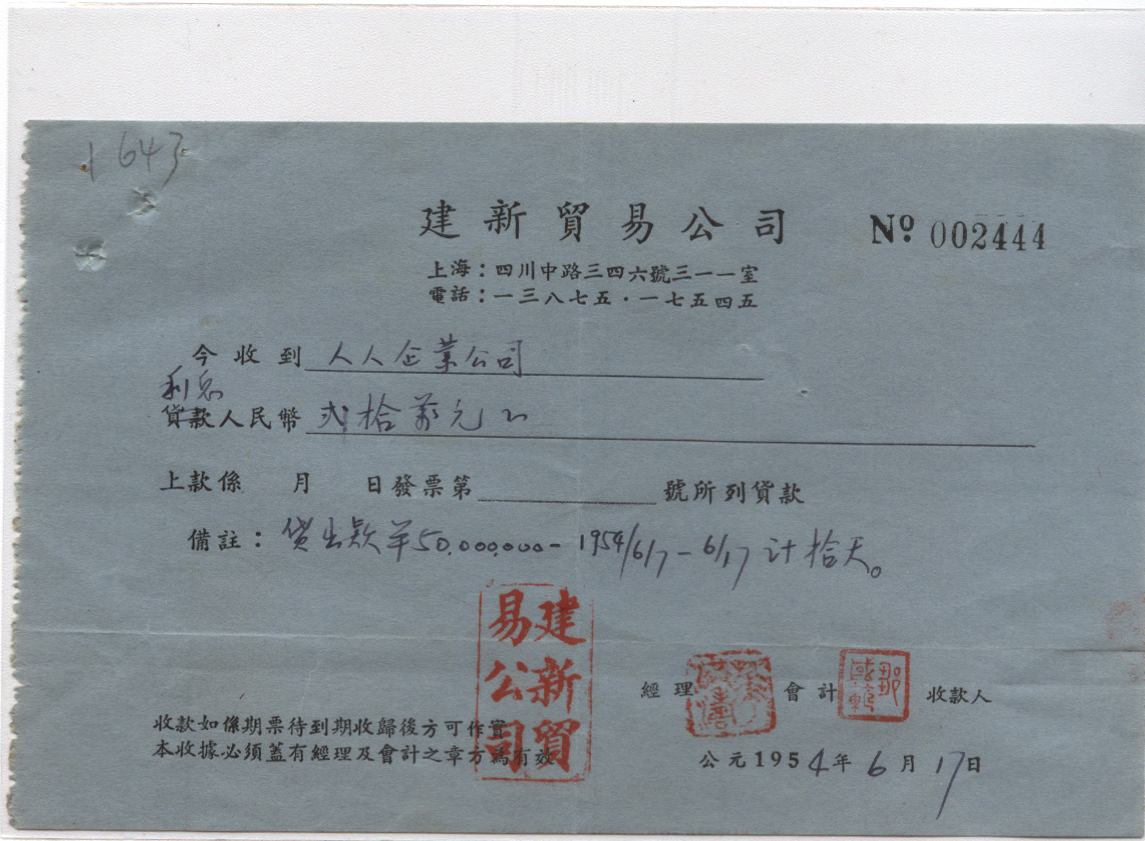 1643
建新貿易公司 Nº 002444
上海：四川中路三四六號三一一室
電話：一三八七五·一七五四五
今收到 人人企業公司
利息
貨款人民幣 弍拾萬元
上款係 月 日發票第 號所列貨款
備註：貸出款 50,000,000- 1954/6/7-6/17 計拾天。
建新貿易公司
經理 會計 收款人
收款如係期票待到期收歸後方可作實
本收據必須蓋有經理及會計之章方爲有效
公元1954年6月17日